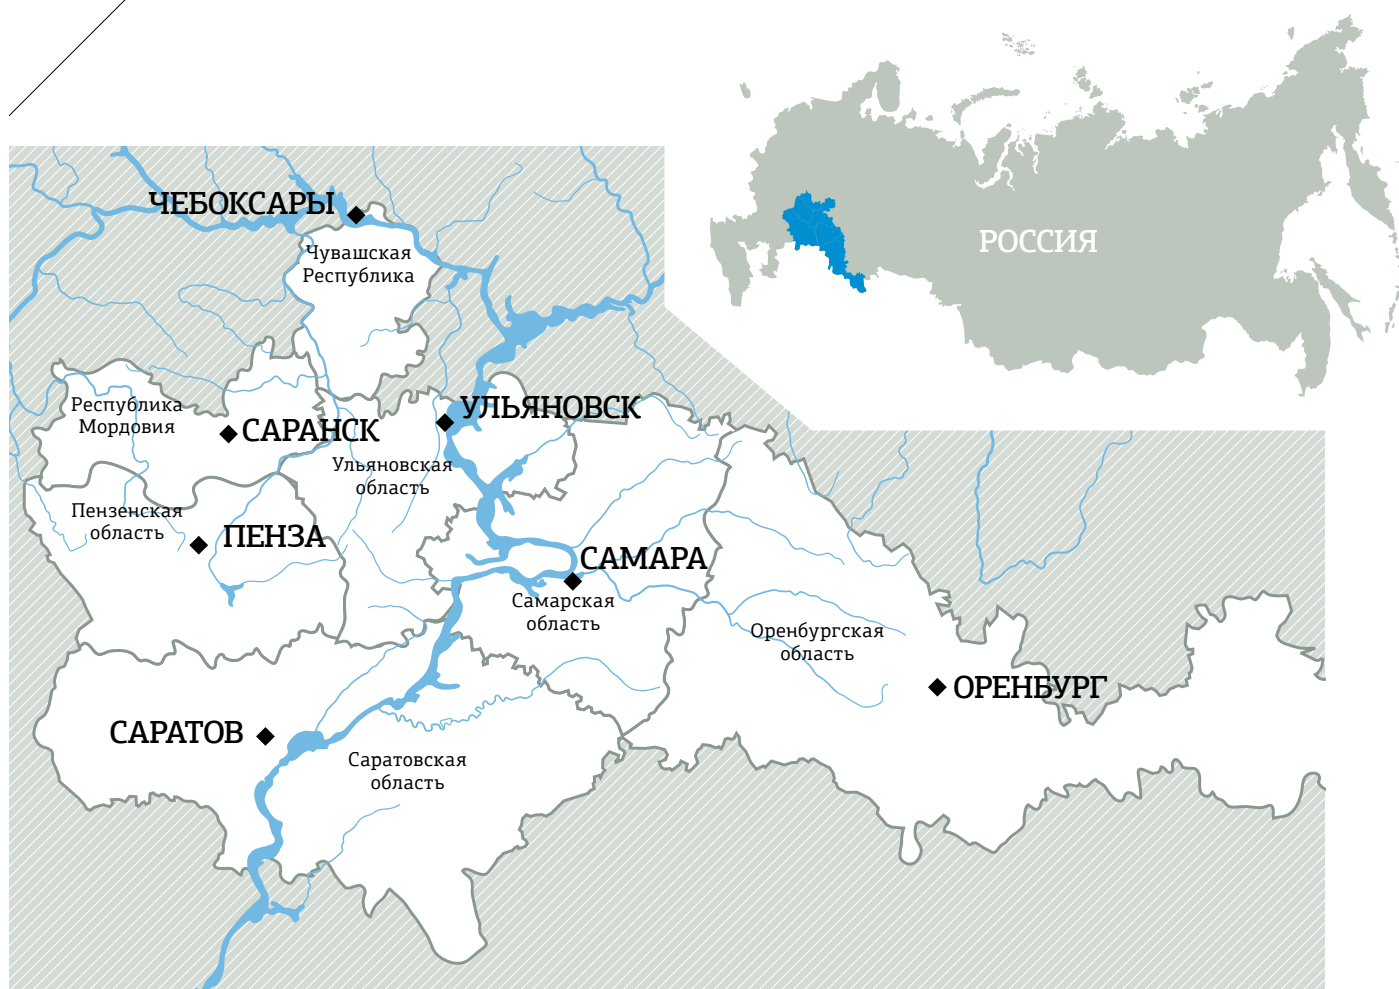 ЧЕБОКСАРЫ
Чувашская
Республика
РОССИЯ
Республика
Мордовия
САРАНСК
УЛЬЯНОВСК
Ульяновская
область
Пензенская
область
ПЕНЗА
САМАРА
Самарская
область
Оренбургская
область
ОРЕНБУРГ
САРАТОВ
Саратовская
область